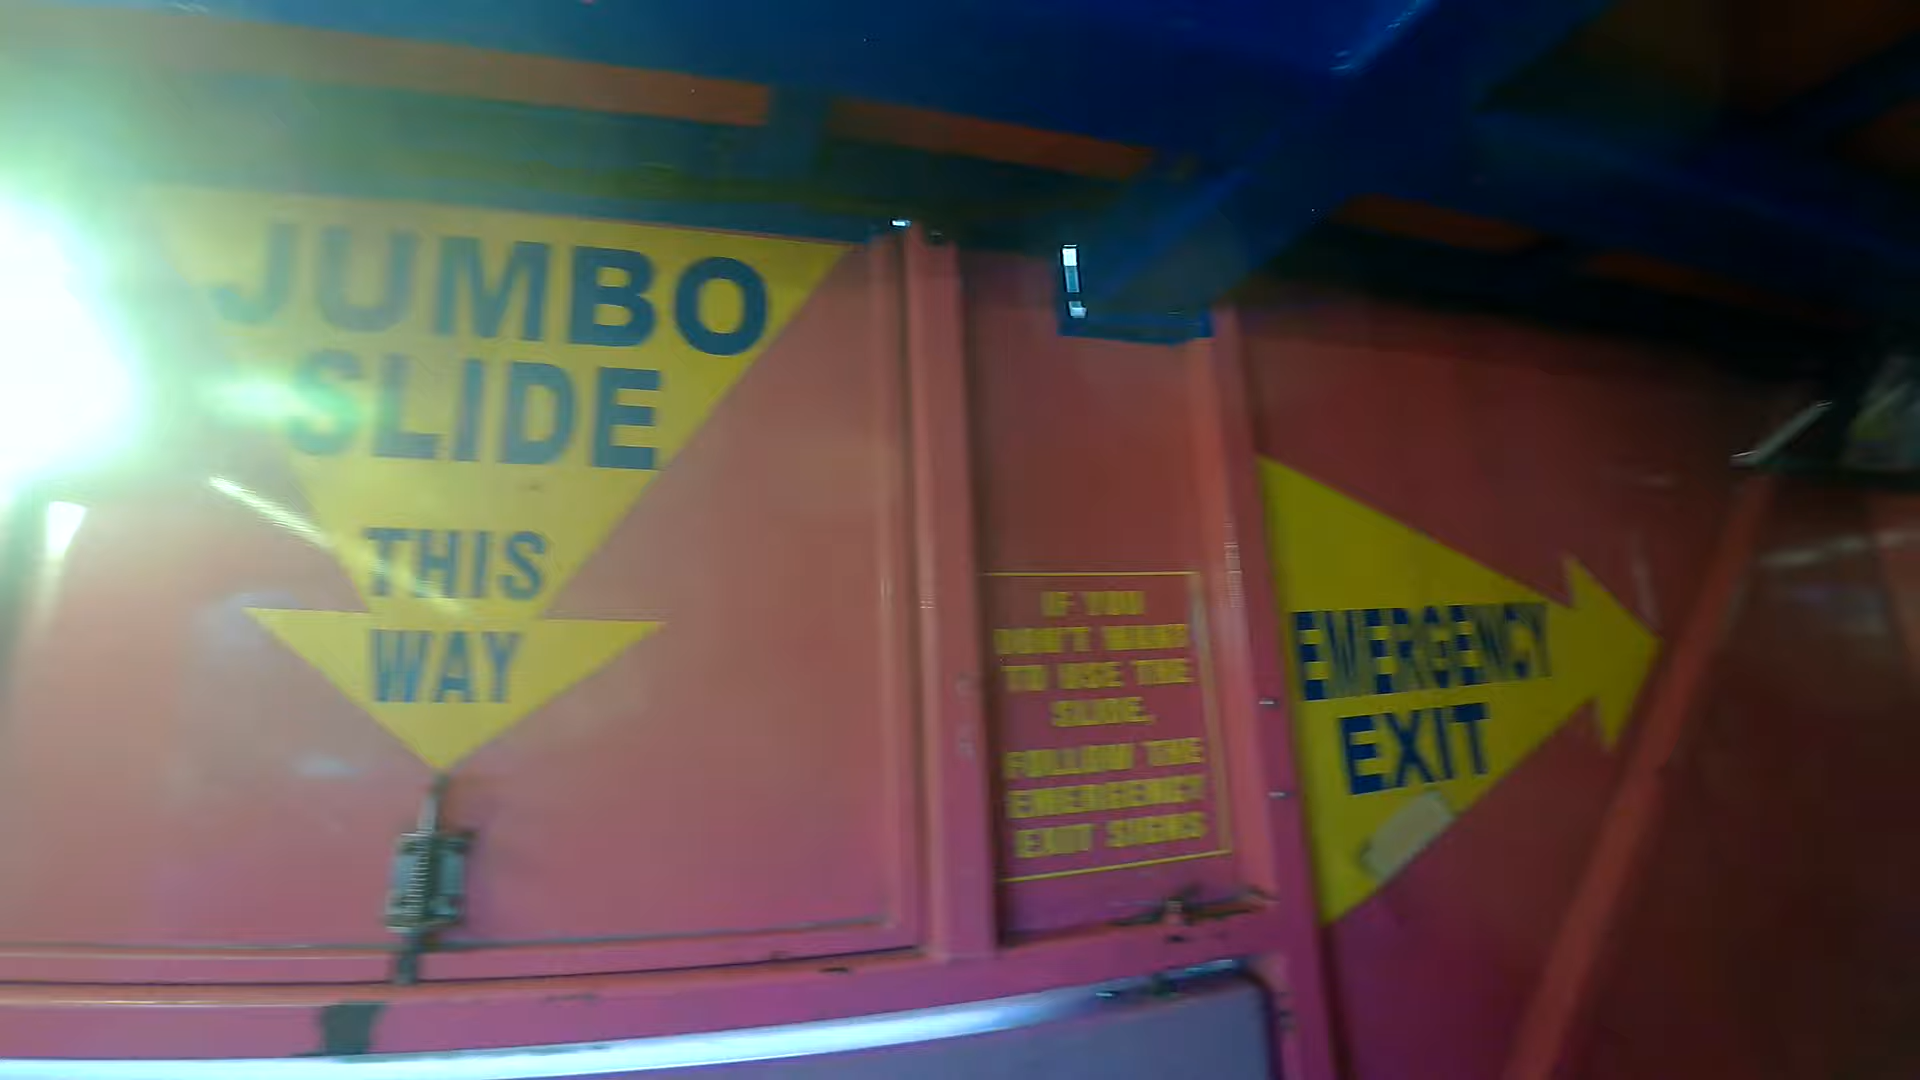 JUMBO
SLIDE
THIS
WAY
IF YOU
DON'T WANT
TO USE THE
SLIDE,
FOLLOW THE
EMERGENCY
EXIT SIGNS
EMERGENCY
EXIT